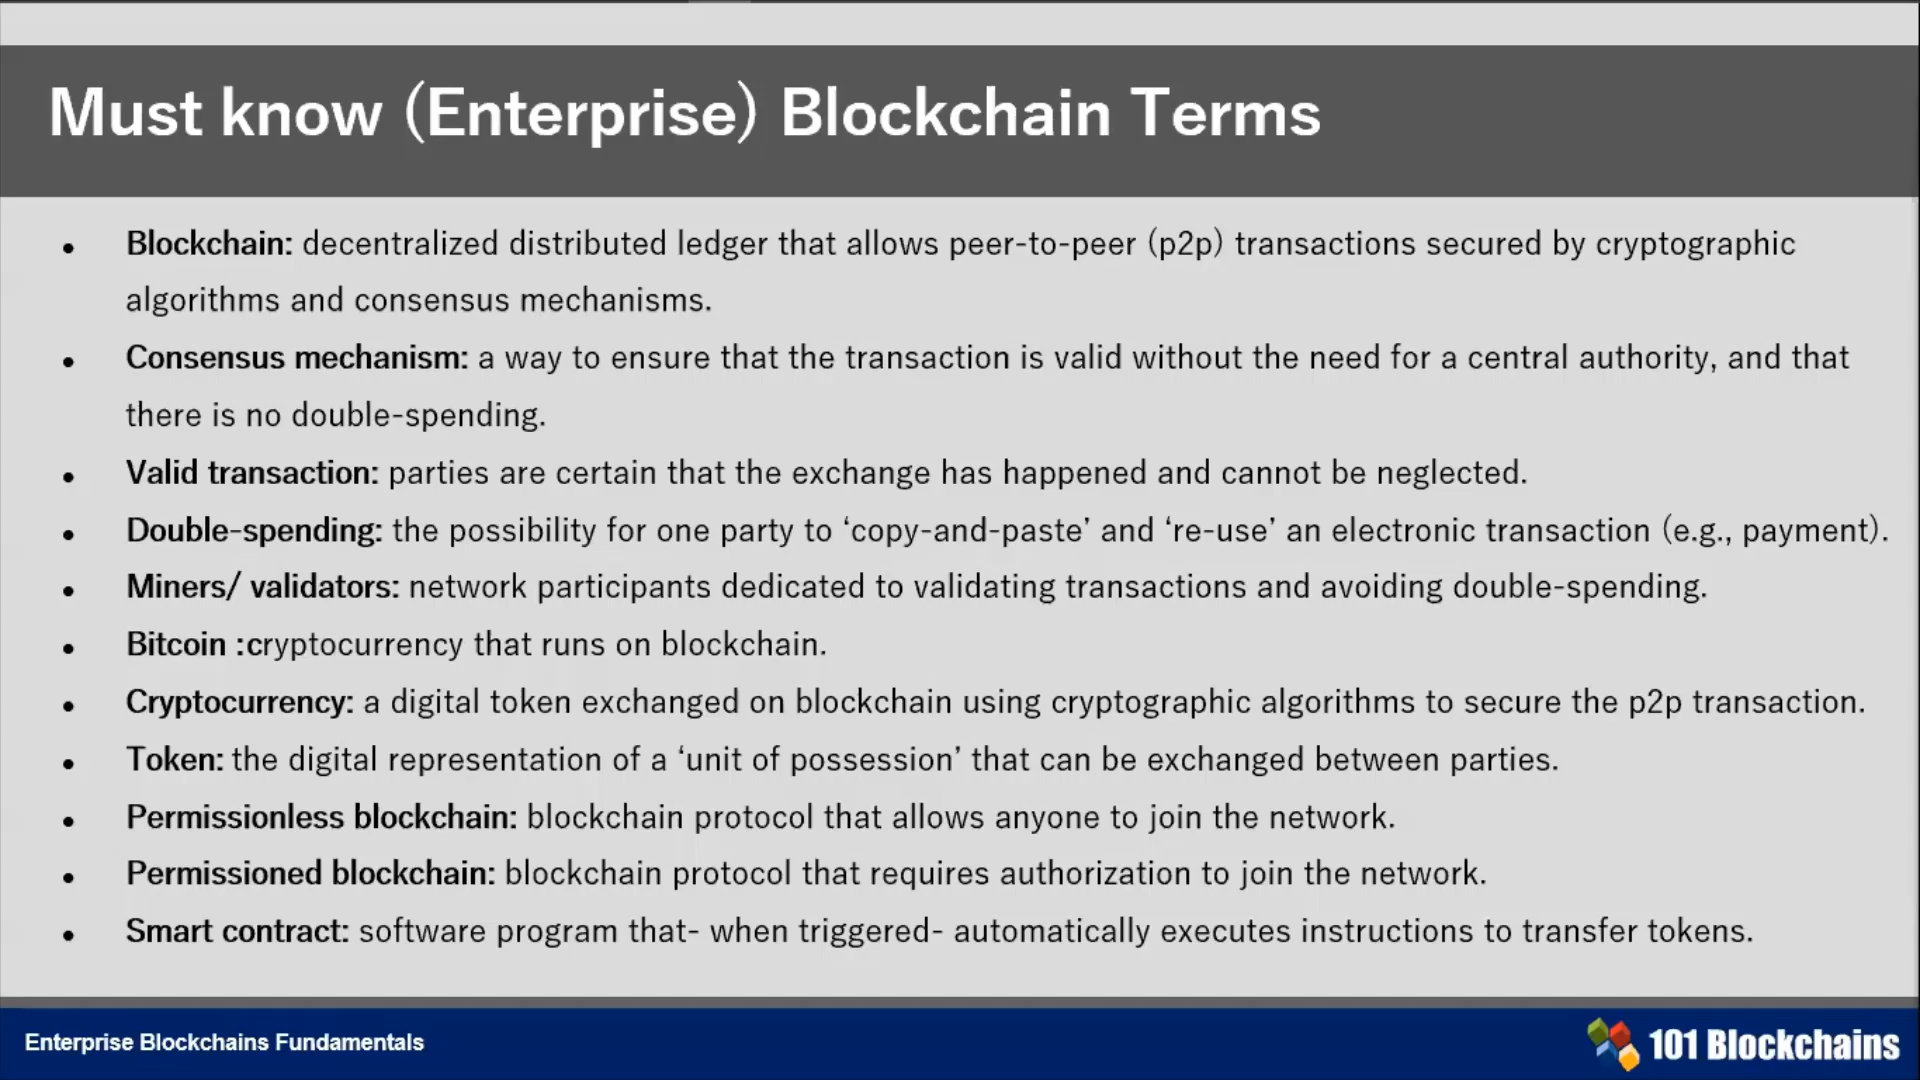 Must know (Enterprise) Blockchain Terms
• Blockchain: decentralized distributed ledger that allows peer-to-peer (p2p) transactions secured by cryptographic
algorithms and consensus mechanisms.
• Consensus mechanism: a way to ensure that the transaction is valid without the need for a central authority, and that
there is no double-spending.
• Valid transaction: parties are certain that the exchange has happened and cannot be neglected.
• Double-spending: the possibility for one party to ‘copy-and-paste’ and ‘re-use’ an electronic transaction (e.g., payment).
• Miners/ validators: network participants dedicated to validating transactions and avoiding double-spending.
• Bitcoin :cryptocurrency that runs on blockchain.
• Cryptocurrency: a digital token exchanged on blockchain using cryptographic algorithms to secure the p2p transaction.
• Token: the digital representation of a ‘unit of possession’ that can be exchanged between parties.
• Permissionless blockchain: blockchain protocol that allows anyone to join the network.
• Permissioned blockchain: blockchain protocol that requires authorization to join the network.
• Smart contract: software program that- when triggered- automatically executes instructions to transfer tokens.
Enterprise Blockchains Fundamentals
101 Blockchains